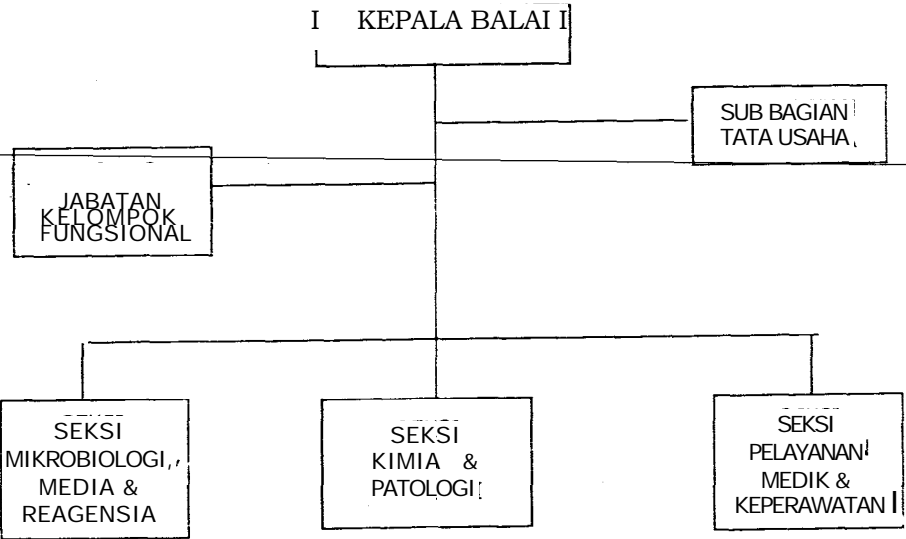 KEPALA BALAI
SUB BAGIAN
TATA USAHA
JABATAN
KELOMPOK
FUNGSIONAL
SEKSI
MIKROBIOLOGI,
MEDIA &
REAGENSIA
SEKSI
KIMIA &
PATOLOGI
SEKSI
PELAYANAN
MEDIK &
KEPERAWATAN